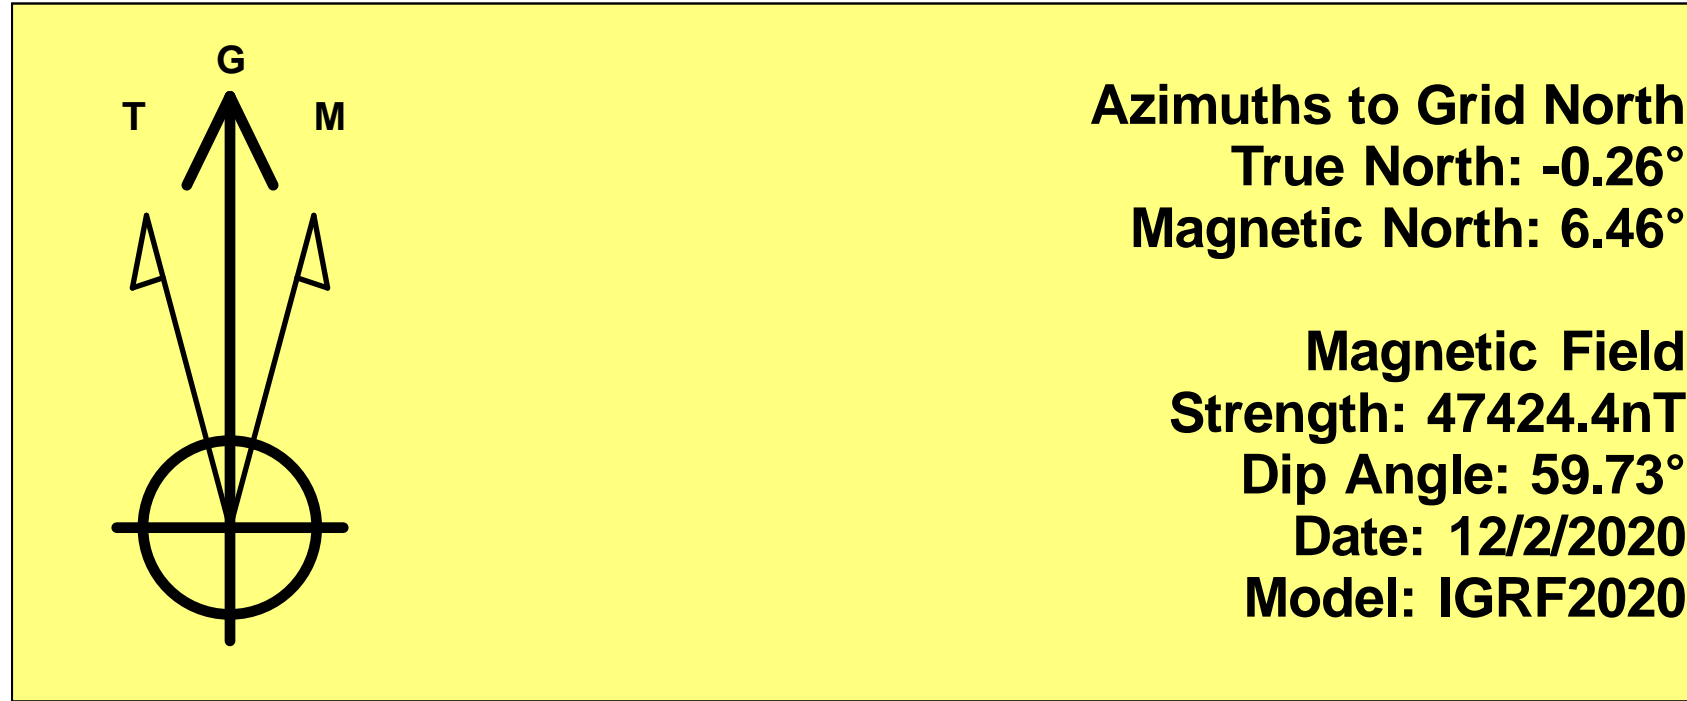 G
T M
Azimuths to Grid North
True North: -0.26°
Magnetic North: 6.46°
Magnetic Field
Strength: 47424.4nT
Dip Angle: 59.73°
Date: 12/2/2020
Model: IGRF2020